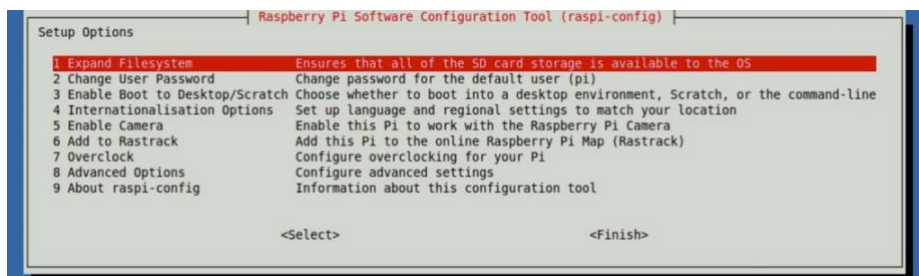 Raspberry Pi Software Configuration Tool (raspi-config)
Setup Options
1 Expand Filesystem Ensures that all of the SD card storage is available to the OS
2 Change User Password Change password for the default user (pi)
3 Enable Boot to Desktop/Scratch Choose whether to boot into a desktop environment, Scratch, or the command-line
4 Internationalisation Options Set up language and regional settings to match your location
5 Enable Camera Enable this Pi to work with the Raspberry Pi Camera
6 Add to Rastrack Add this Pi to the online Raspberry Pi Map (Rastrack)
7 Overclock Configure overclocking for your Pi
8 Advanced Options Configure advanced settings
9 About raspi-config Information about this configuration tool
<Select> <Finish>